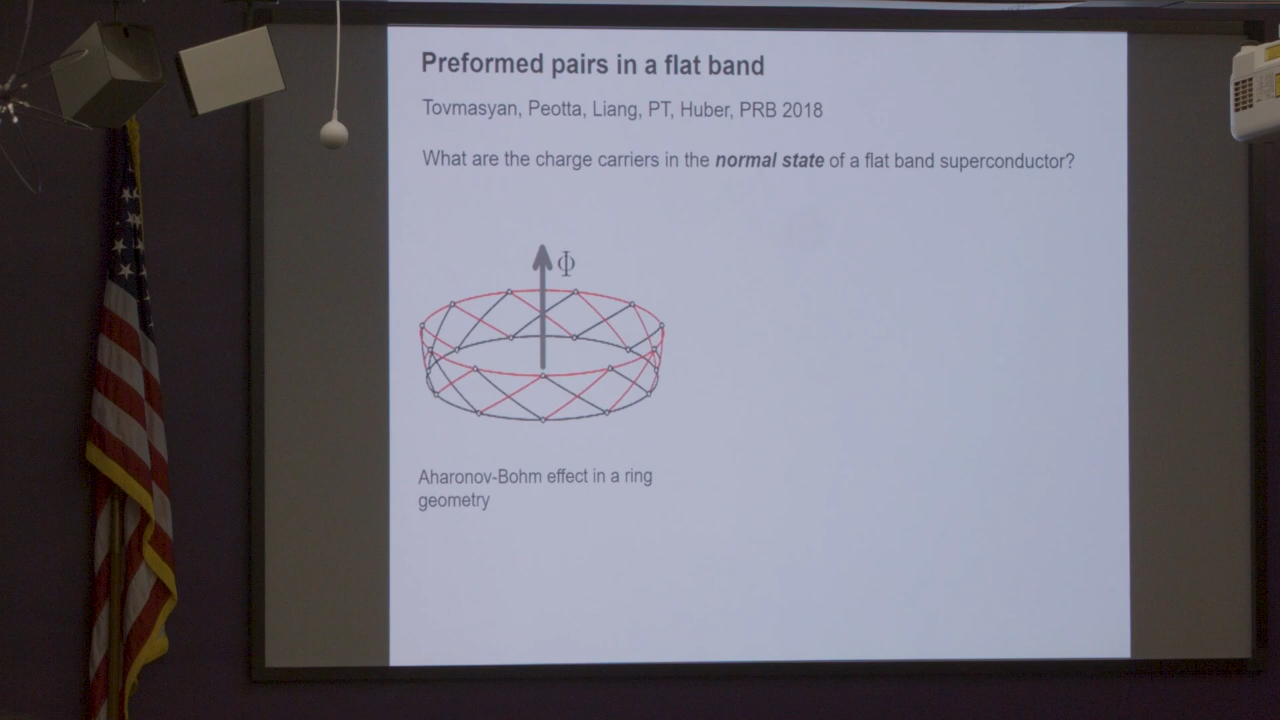 Preformed pairs in a flat band
Tovmasyan, Peotta, Liang, PT, Huber, PRB 2018
What are the charge carriers in the normal state of a flat band superconductor?
Φ
Aharonov-Bohm effect in a ring
geometry